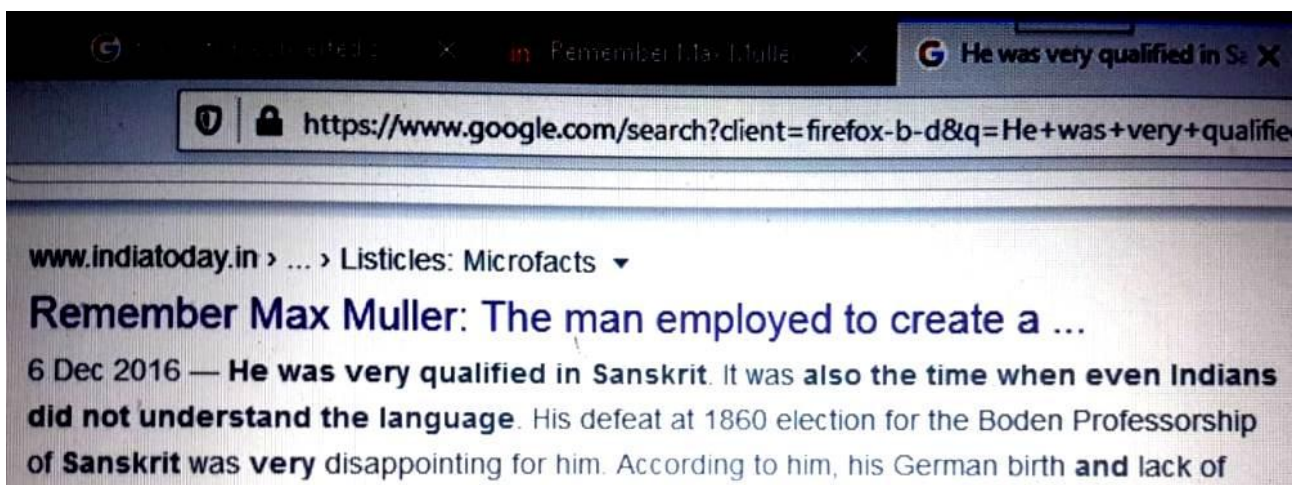 Remember Max Mulle
He was very qualified in Sa
https://www.google.com/search?client=firefox-b-d&q=He+was+very+qualifie
www.indiatoday.in › ... › Listicles: Microfacts
Remember Max Muller: The man employed to create a ...
6 Dec 2016 — He was very qualified in Sanskrit. It was also the time when even Indians
did not understand the language. His defeat at 1860 election for the Boden Professorship
of Sanskrit was very disappointing for him. According to him, his German birth and lack of